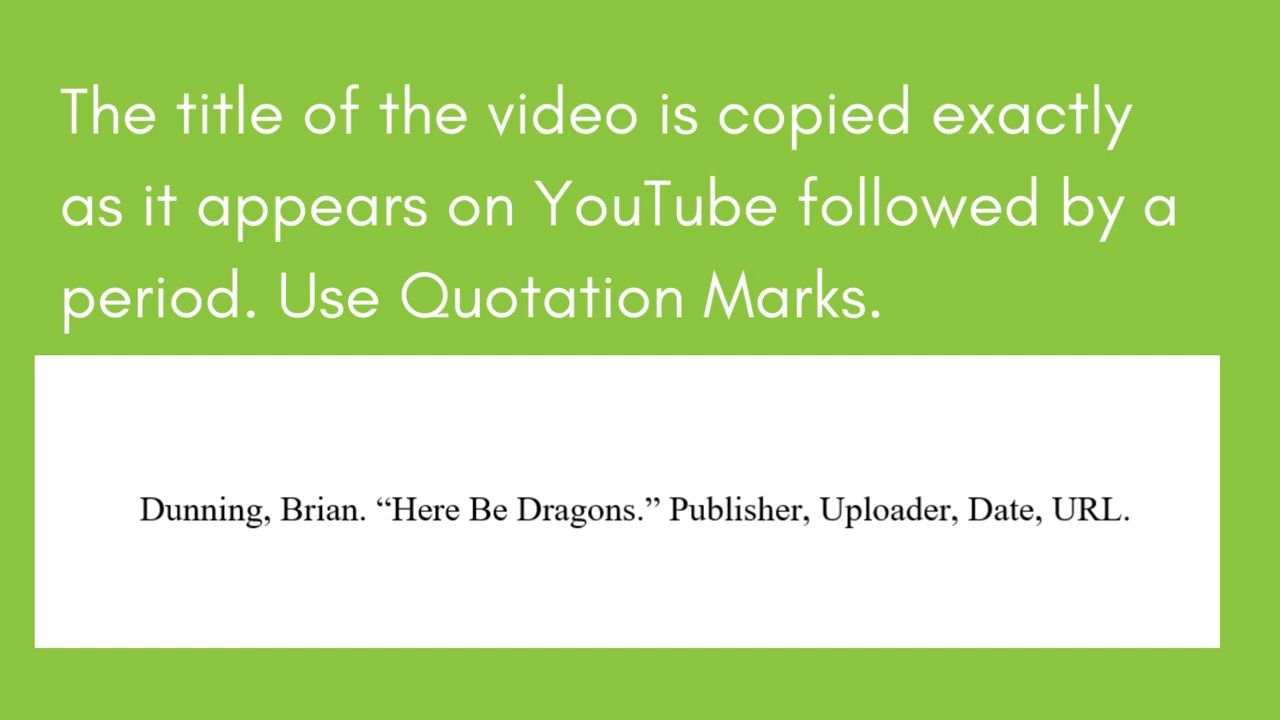 The title of the video is copied exactly
as it appears on YouTube followed by a
period. Use Quotation Marks.
Dunning, Brian. “Here Be Dragons.” Publisher, Uploader, Date, URL.